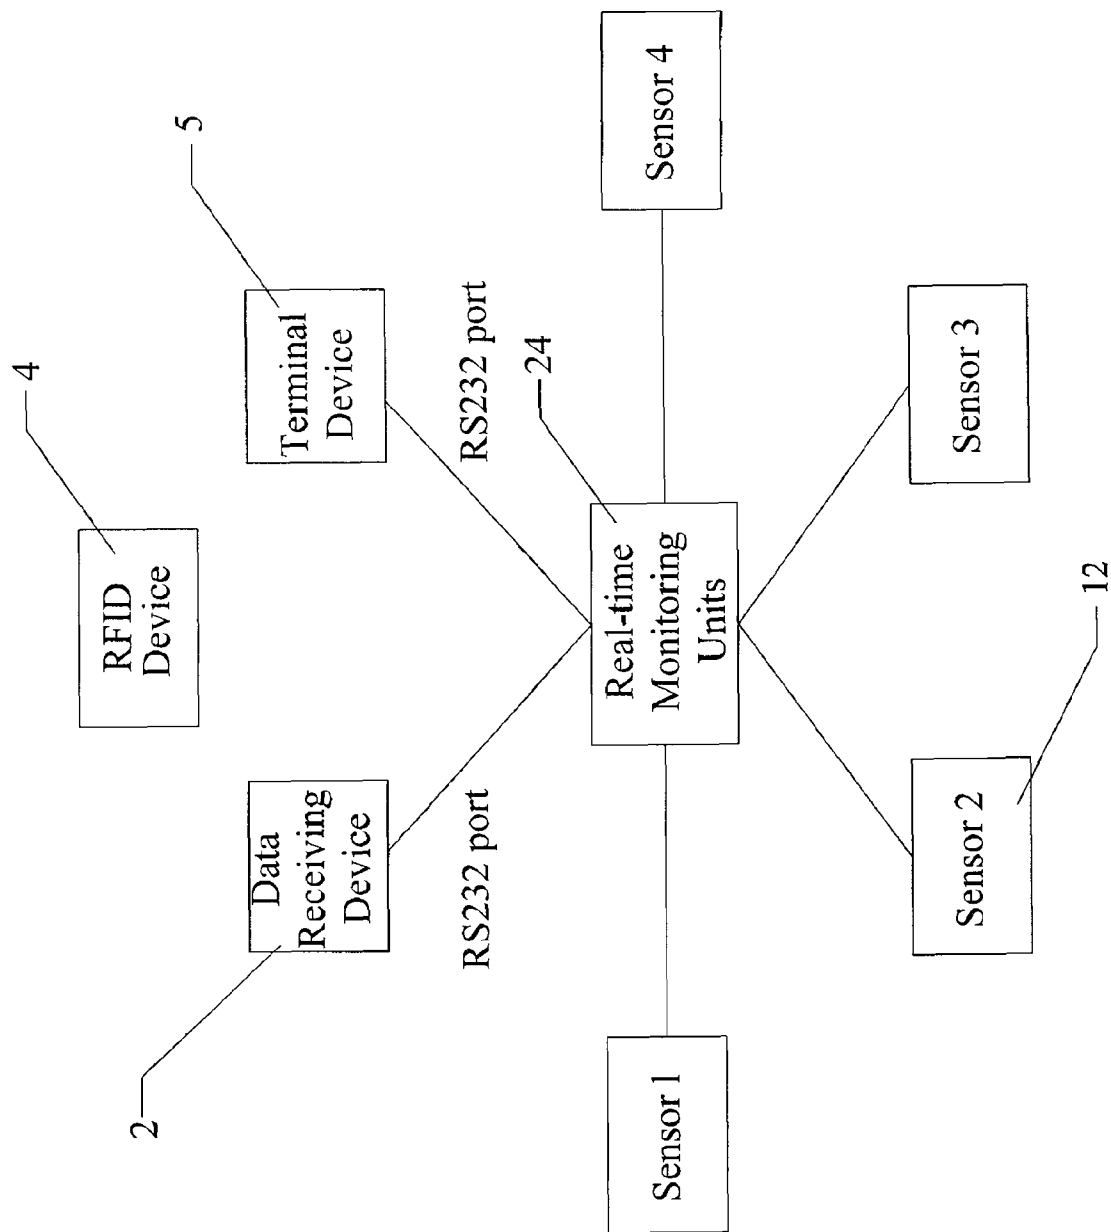 4
RFID
Device
2
5
Data
Receiving
Device
Terminal
Device
RS232 port
RS232 port
24
Sensor 1
Real-time
Monitoring
Units
Sensor 4
Sensor 2
Sensor 3
12